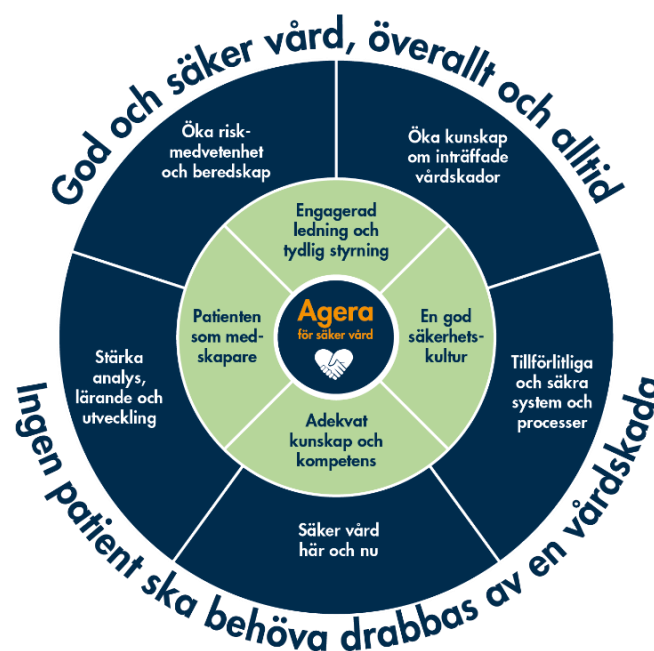 God och säker vård, överallt och alltid
Öka risk-
medvetenhet
och beredskap
Öka kunskap
om inträffade
vårdskador
Engagerad
ledning och
tydlig styrning
Patienten
som med-
skapare
Agera
för säker vård
En god
säkerhets-
kultur
Stärka
analys,
lärande och
utveckling
Tillförlitliga
och säkra
system och
processer
Adekvat
kunskap och
kompetens
Säker vård
här och nu
Ingen patient ska behöva drabbas av en vårdskada